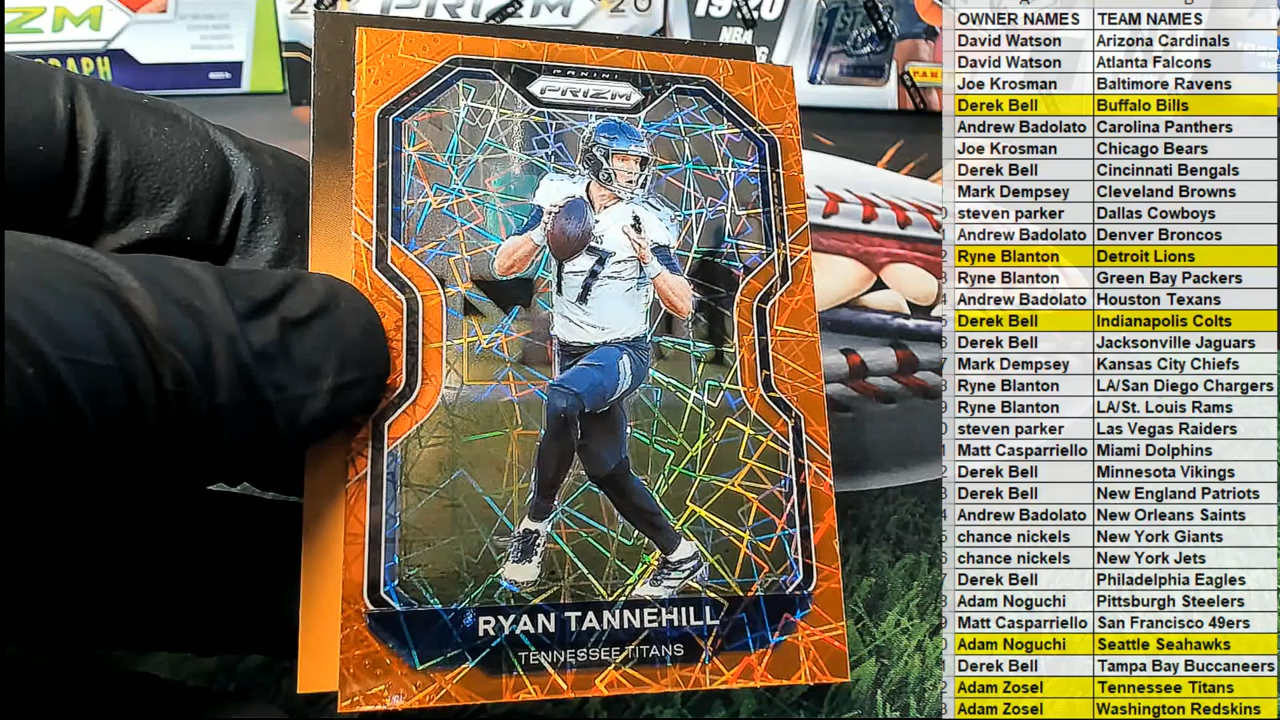 GRAPH
PRIZM
20
19-20
NBA
1ST
PANINI
PRIZM
17
RYAN TANNEHILL
TENNESSEE TITANS
OWNER NAMES TEAM NAMES
David Watson Arizona Cardinals
David Watson Atlanta Falcons
Joe Krosman Baltimore Ravens
Derek Bell Buffalo Bills
Andrew Badolato Carolina Panthers
Joe Krosman Chicago Bears
Derek Bell Cincinnati Bengals
Mark Dempsey Cleveland Browns
steven parker Dallas Cowboys
Andrew Badolato Denver Broncos
Ryne Blanton Detroit Lions
Ryne Blanton Green Bay Packers
Andrew Badolato Houston Texans
Derek Bell Indianapolis Colts
Derek Bell Jacksonville Jaguars
Mark Dempsey Kansas City Chiefs
Ryne Blanton LA/San Diego Chargers
Ryne Blanton LA/St. Louis Rams
steven parker Las Vegas Raiders
Matt Casparriello Miami Dolphins
Derek Bell Minnesota Vikings
Derek Bell New England Patriots
Andrew Badolato New Orleans Saints
chance nickels New York Giants
chance nickels New York Jets
Derek Bell Philadelphia Eagles
Adam Noguchi Pittsburgh Steelers
Matt Casparriello San Francisco 49ers
Adam Noguchi Seattle Seahawks
Derek Bell Tampa Bay Buccaneers
Adam Zosel Tennessee Titans
Adam Zosel Washington Redskins